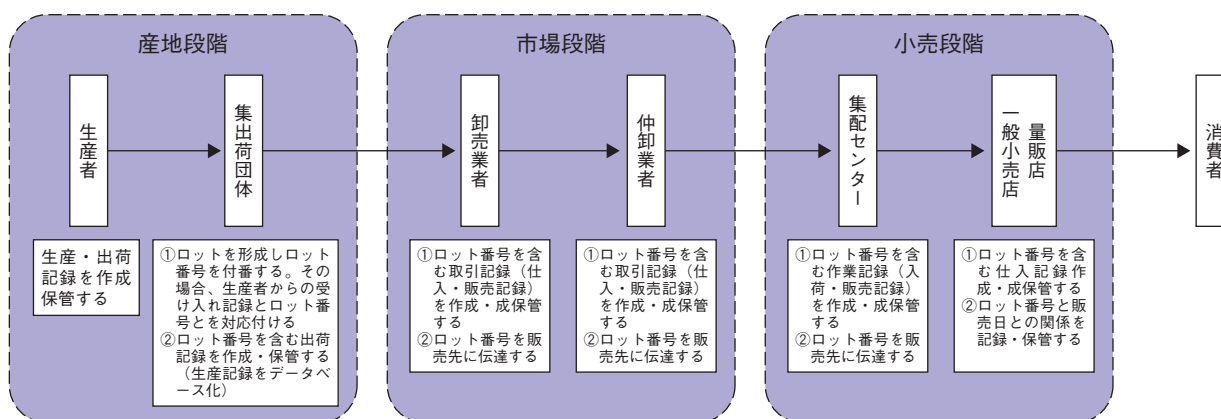 産地段階
市場段階
小売段階
生産者
集出荷団体
卸売業者
仲卸業者
集配センター
量販店
一般小売店
消費者
生産・出荷
記録を作成
保管する
①ロットを形成しロット
番号を付番する。その
場合、生産者からの受
け入れ記録とロット番
号とを対応付ける
②ロット番号を含む出荷
記録を作成・保管する
（生産記録をデータベ
ース化）
①ロット番号を含
む取引記録（仕
入・販売記録）
を作成・成保管
する
②ロット番号を販
売先に伝達する
①ロット番号を含
む取引記録（仕
入・販売記録）
を作成・成保管
する
②ロット番号を販
売先に伝達する
①ロット番号を含
む作業記録（入
荷・販売記録）
を作成・成保管
する
②ロット番号を販
売先に伝達する
①ロット番号を含
む仕入記録作
成・成保管する
②ロット番号と販
売日との関係を
記録・保管する